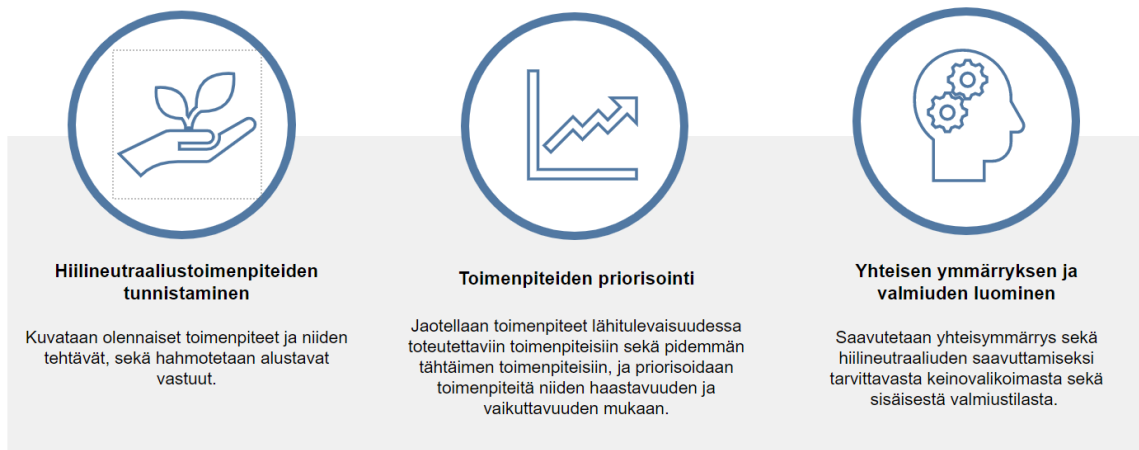 Hiilineutraaliustoimenpiteiden
tunnistaminen
Kuvataan olennaiset toimenpiteet ja niiden
tehtävät, sekä hahmotetaan alustavat
vastuut.
Toimenpiteiden priorisointi
Jaotellaan toimenpiteet lähitulevaisuudessa
toteutettaviin toimenpiteisiin sekä pidemmän
tähtäimen toimenpiteisiin, ja priorisoidaan
toimenpiteitä niiden haastavuuden ja
vaikuttavuuden mukaan.
Yhteisen ymmärryksen ja
valmiuden luominen
Saavutetaan yhteisymmärrys sekä
hiilineutraaliuden saavuttamiseksi
tarvittavasta keinovalikoimasta sekä
sisäisestä valmiustilasta.